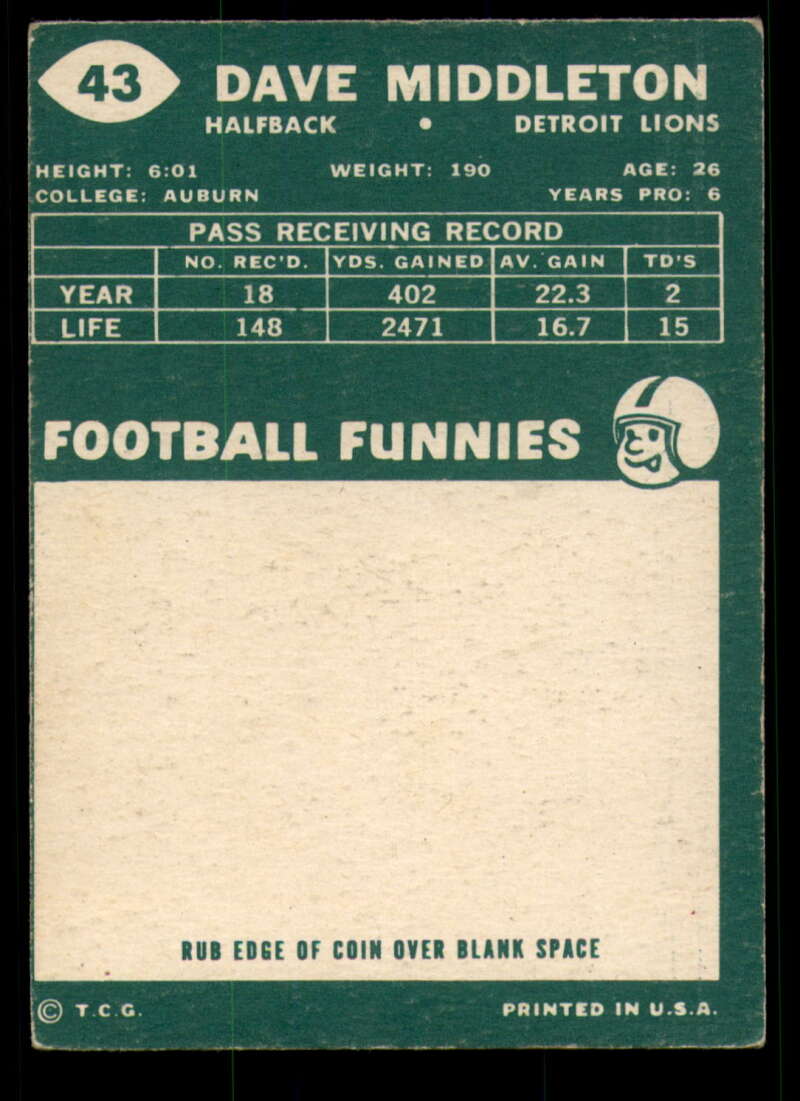 43
DAVE MIDDLETON
HALFBACK • DETROIT LIONS
HEIGHT: 6:01 WEIGHT: 190 AGE: 26
COLLEGE: AUBURN YEARS PRO: 6
PASS RECEIVING RECORD
NO. REC'D. YDS. GAINED AV. GAIN TD'S
YEAR 18 402 22.3 2
LIFE 148 2471 16.7 15
FOOTBALL FUNNIES
RUB EDGE OF COIN OVER BLANK SPACE
© T.C.G. PRINTED IN U.S.A.